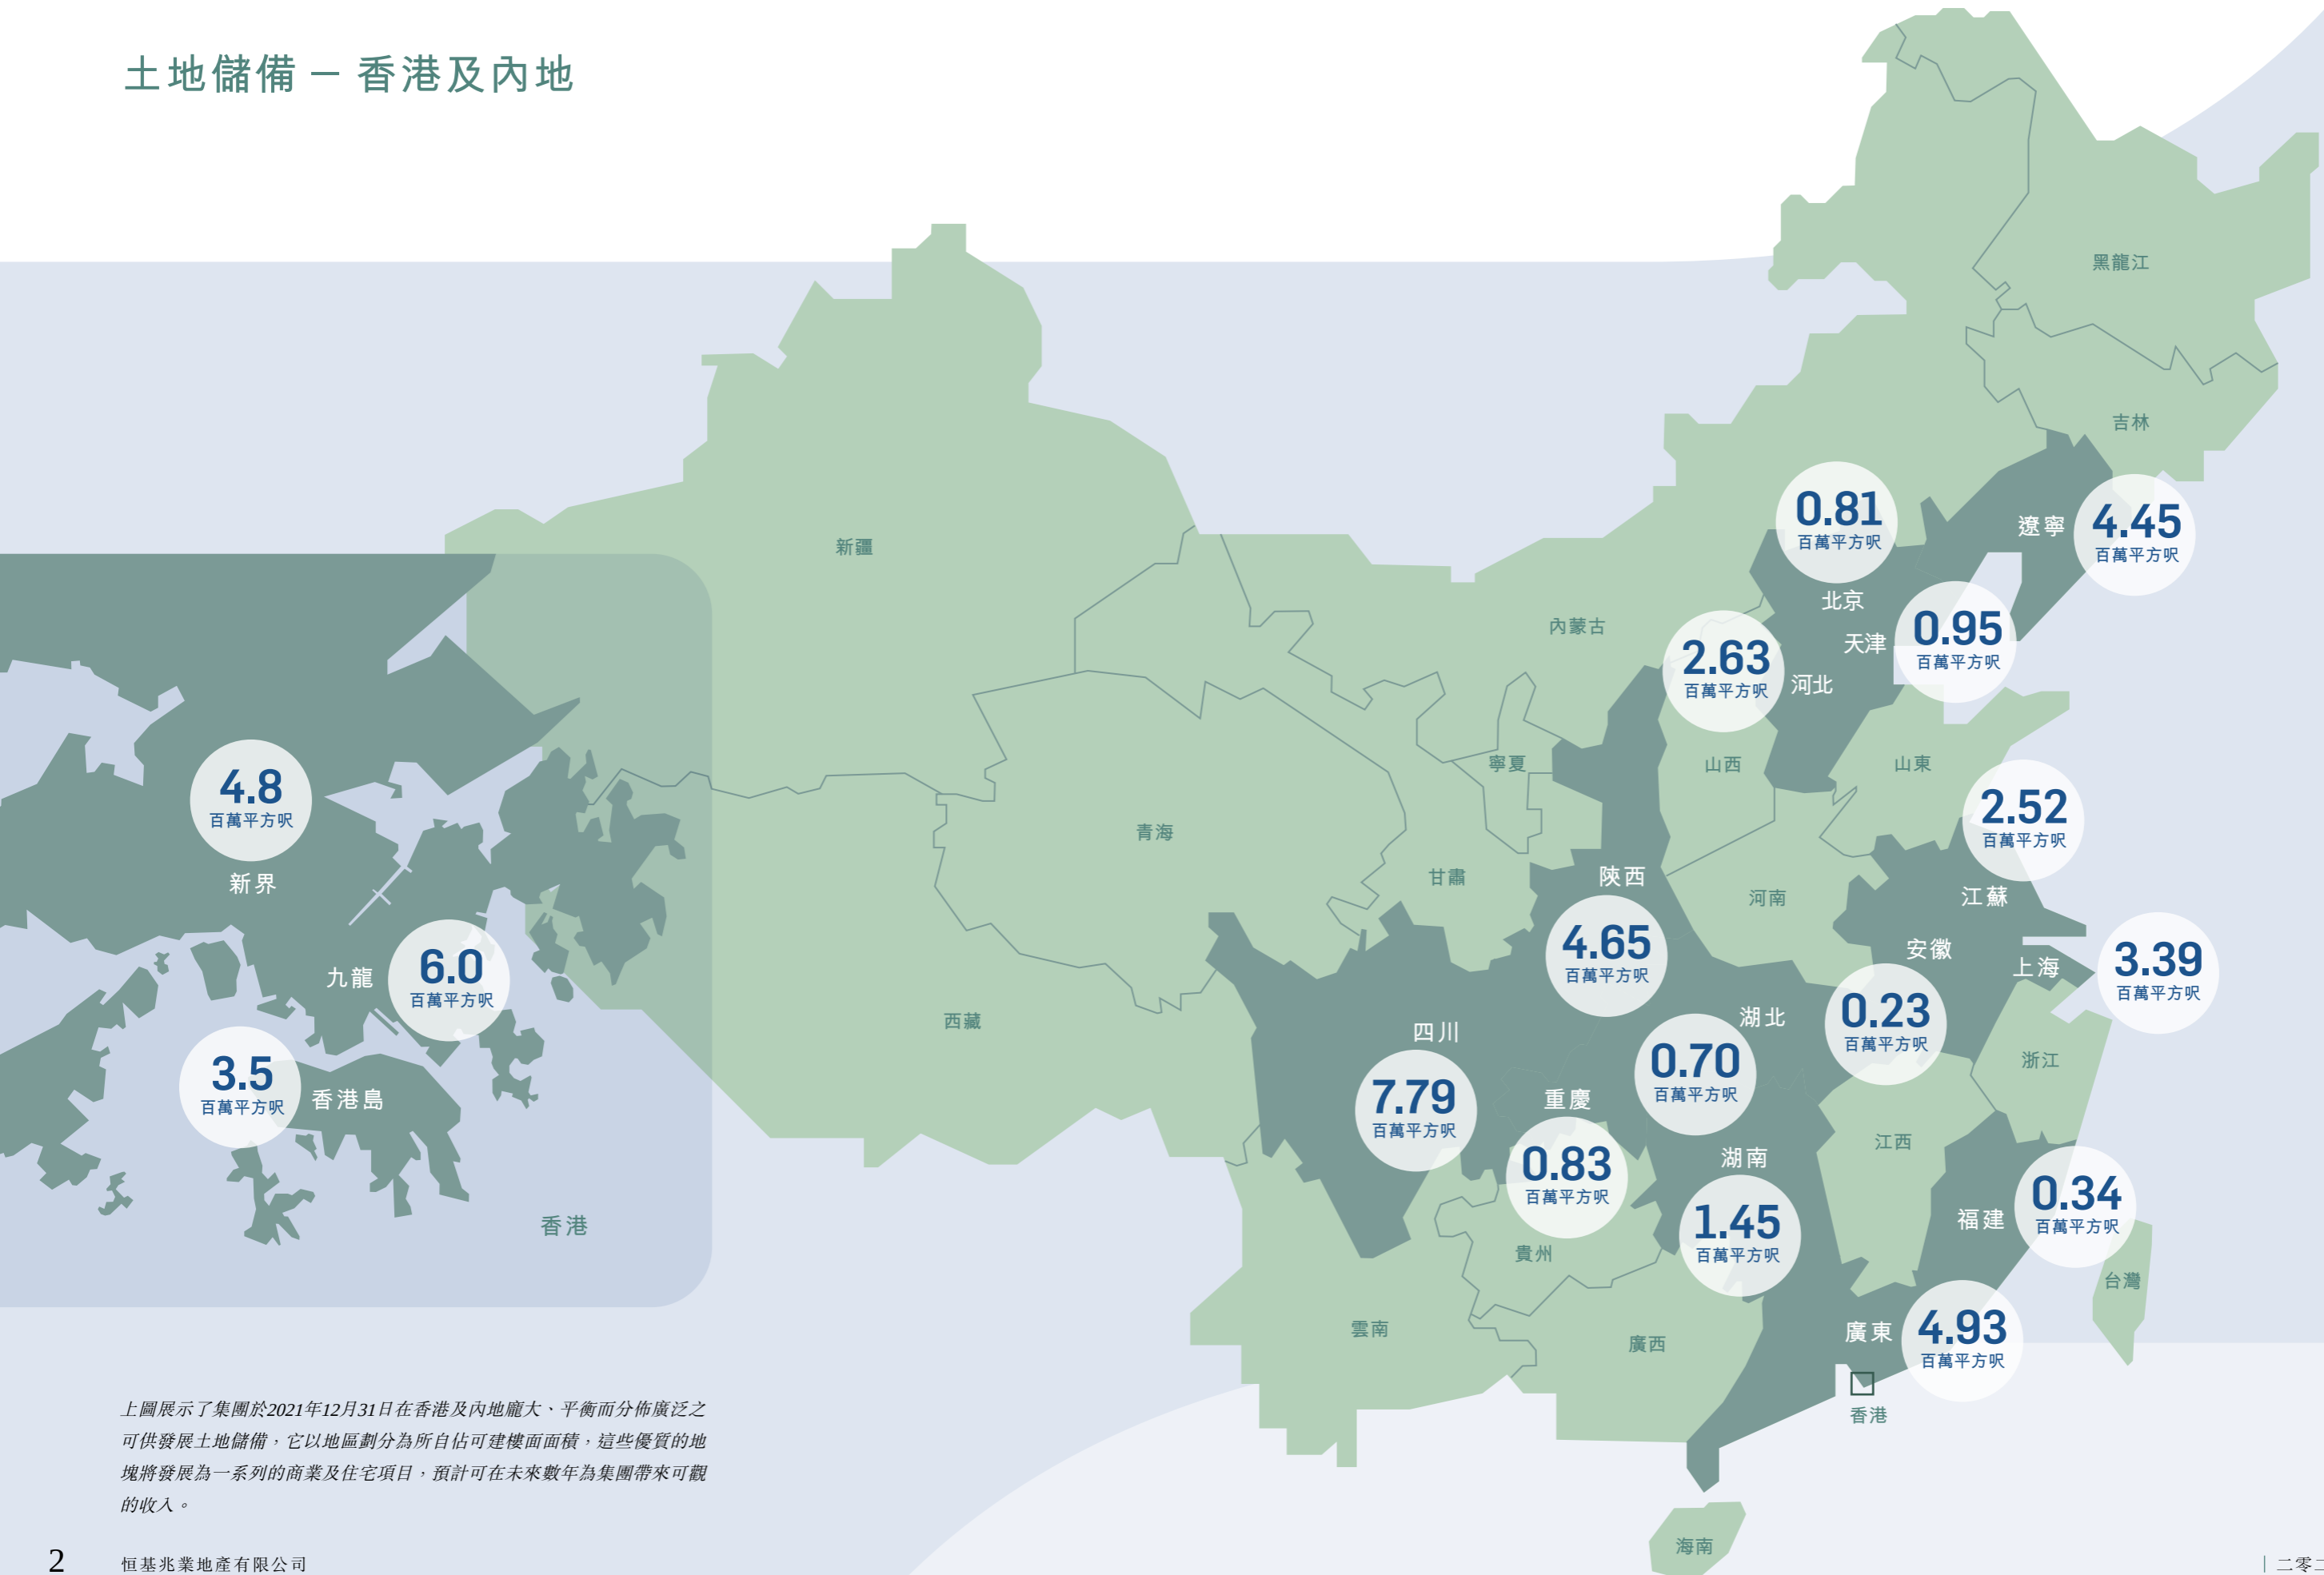 土地儲備 — 香港及內地
黑龍江
吉林
遼寧
4.45
百萬平方呎
0.81
百萬平方呎
北京
天津
0.95
百萬平方呎
2.63
百萬平方呎
河北
新疆
內蒙古
寧夏
山西
山東
2.52
百萬平方呎
江蘇
青海
甘肅
陝西
4.65
百萬平方呎
河南
安徽
0.23
百萬平方呎
上海
3.39
百萬平方呎
西藏
四川
7.79
百萬平方呎
湖北
0.70
百萬平方呎
重慶
0.83
百萬平方呎
湖南
1.45
百萬平方呎
浙江
江西
福建
0.34
百萬平方呎
台灣
貴州
雲南
廣西
廣東
4.93
百萬平方呎
香港
海南
4.8
百萬平方呎
新界
九龍
6.0
百萬平方呎
3.5
百萬平方呎
香港島
香港
上圖展示了集團於2021年12月31日在香港及內地龐大、平衡而分佈廣泛之
可供發展土地儲備，它以地區劃分為所自佔可建樓面面積，這些優質的地
塊將發展為一系列的商業及住宅項目，預計可在未來數年為集團帶來可觀
的收入。
2
恒基兆業地產有限公司
二零